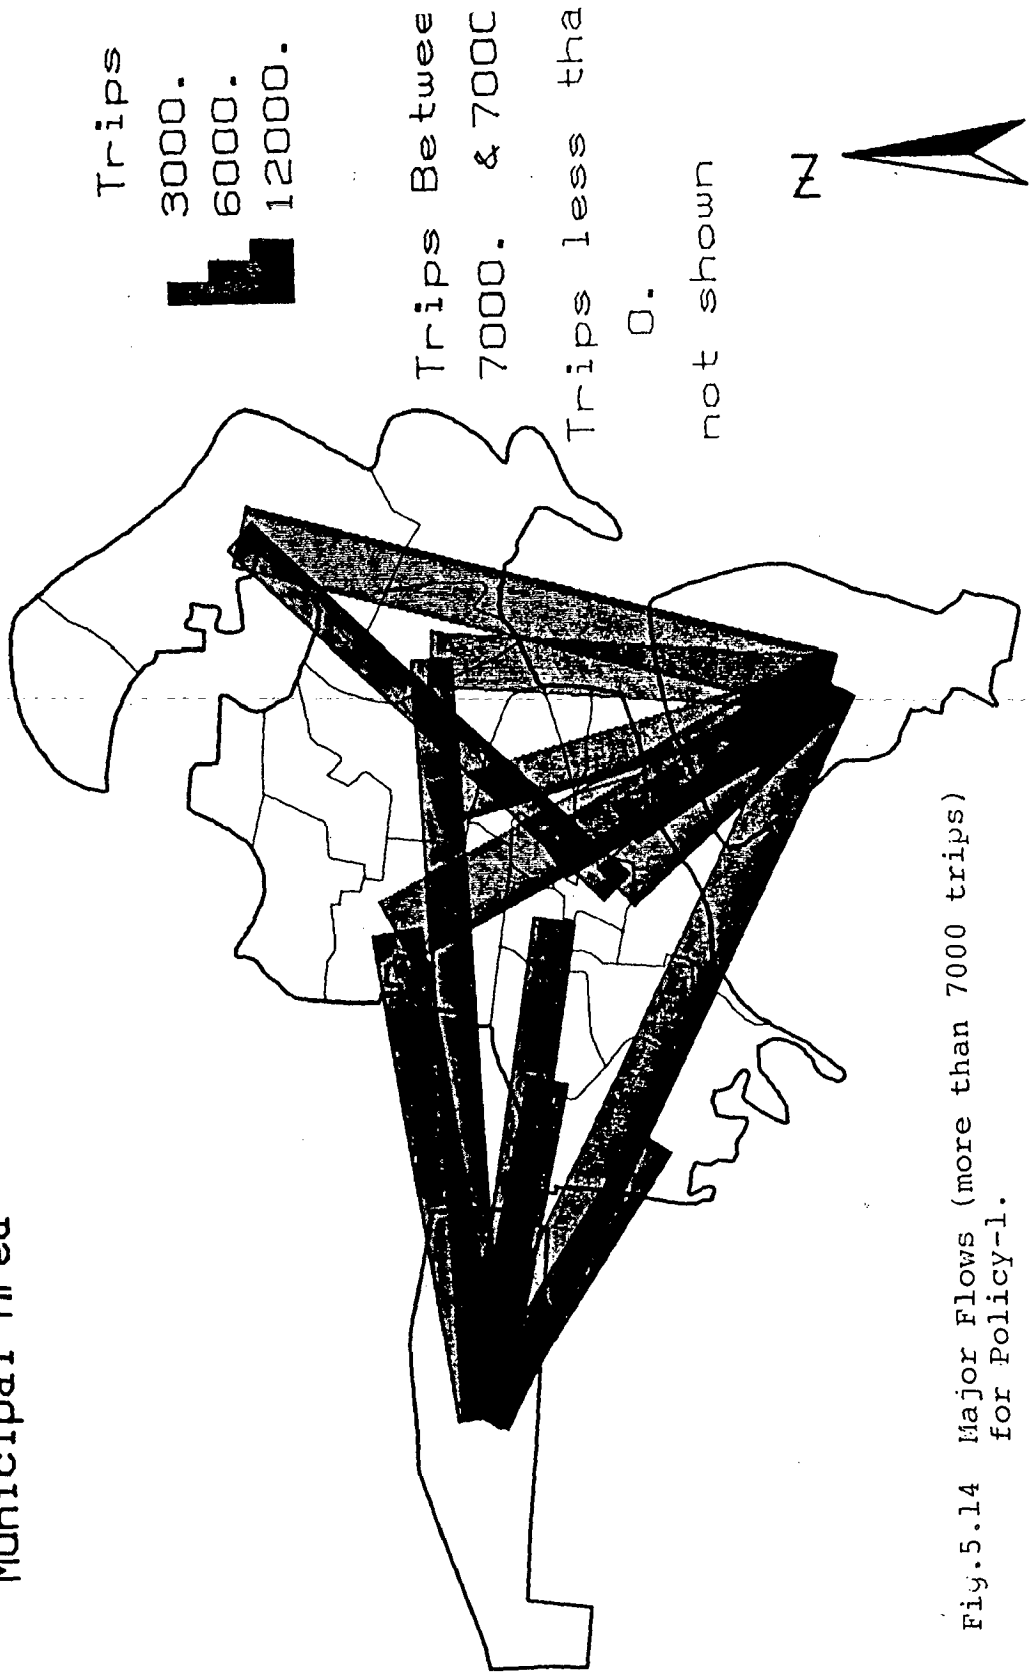 Municipal Area
Trips
3000.
6000.
12000.
Trips Betwee
7000. & 7000
Trips less tha
0.
not shown
N
Fig.5.14 Major Flows (more than 7000 trips)
for Policy-1.